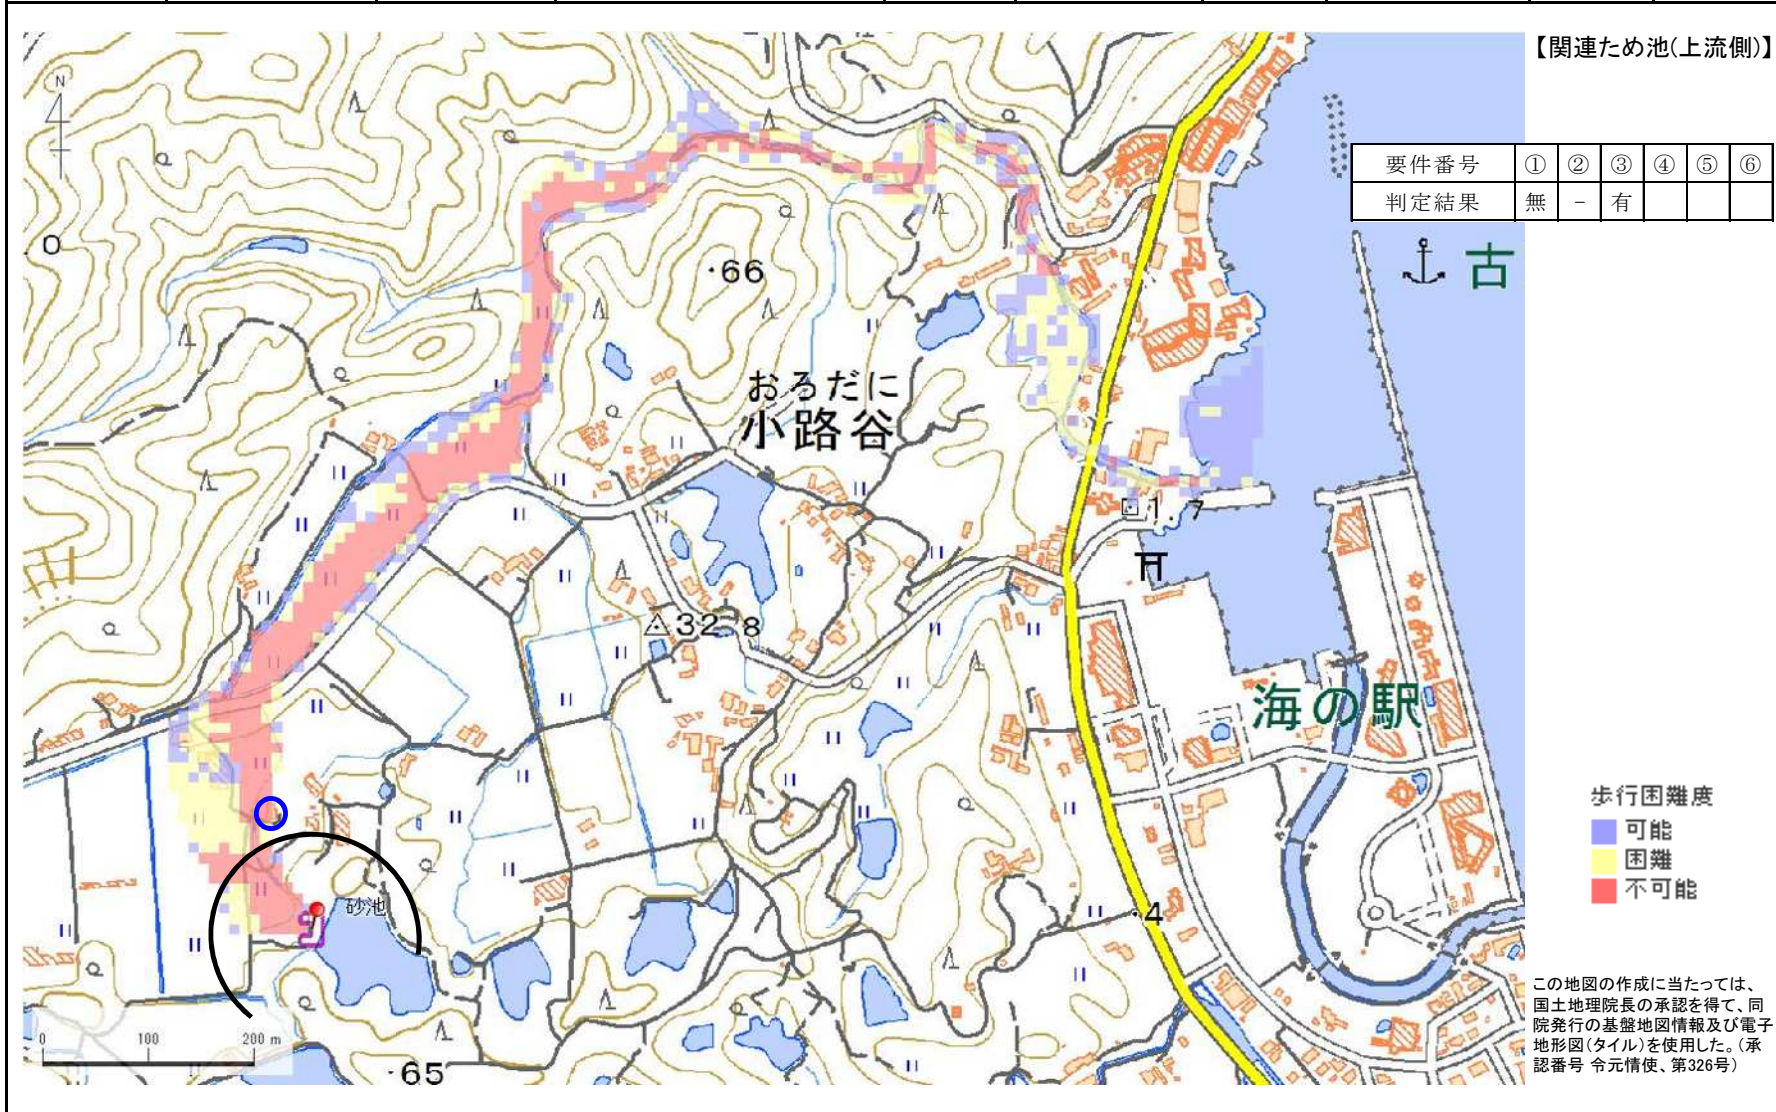 【関連ため池(上流側)】
N
要件番号 ① ② ③ ④ ⑤ ⑥
判定結果 無 - 有
0
古
・66
おろだに
小路谷
1.7
32.8
海の駅
砂池
歩行困難度
可能
困難
不可能
・4
0 100 200 m
・65
この地図の作成に当たっては、
国土地理院長の承認を得て、同
院発行の基盤地図情報及び電子
地形図(タイル)を使用した。(承
認番号 令元情使、第326号)